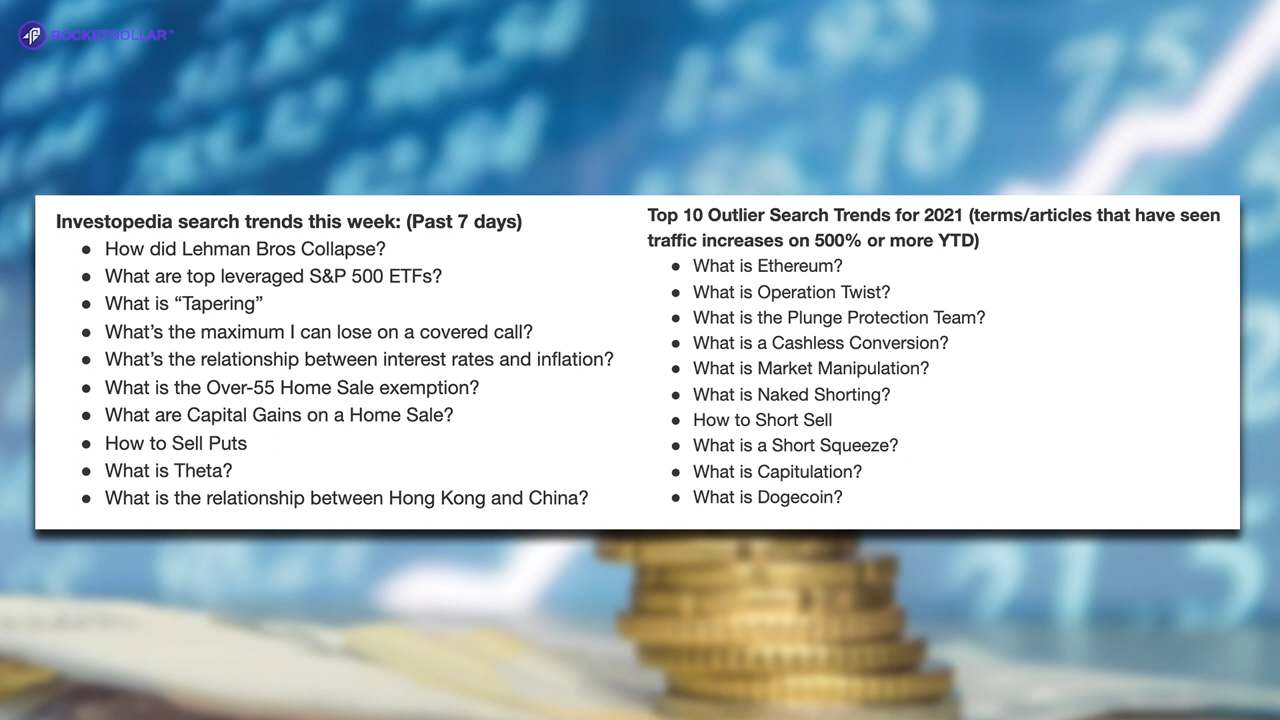 ROCKETDOLLAR™
Investopedia search trends this week: (Past 7 days)
● How did Lehman Bros Collapse?
● What are top leveraged S&P 500 ETFs?
● What is “Tapering”
● What’s the maximum I can lose on a covered call?
● What’s the relationship between interest rates and inflation?
● What is the Over-55 Home Sale exemption?
● What are Capital Gains on a Home Sale?
● How to Sell Puts
● What is Theta?
● What is the relationship between Hong Kong and China?
Top 10 Outlier Search Trends for 2021 (terms/articles that have seen
traffic increases on 500% or more YTD)
● What is Ethereum?
● What is Operation Twist?
● What is the Plunge Protection Team?
● What is a Cashless Conversion?
● What is Market Manipulation?
● What is Naked Shorting?
● How to Short Sell
● What is a Short Squeeze?
● What is Capitulation?
● What is Dogecoin?